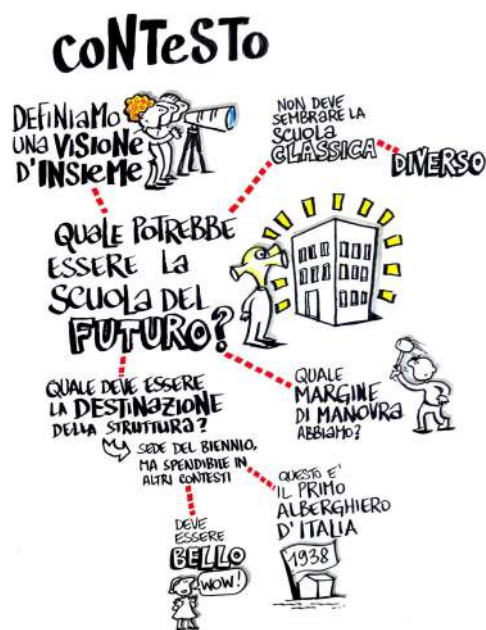 CONTESTO
DEFINIAMO
UNA VISIONE
D'INSIEME
NON DEVE
SEMBRARE LA
SCUOLA
CLASSICA
DIVERSO
QUALE POTREBBE
ESSERE LA
SCUOLA DEL
FUTURO?
QUALE DEVE ESSERE
LA DESTINAZIONE
DELLA STRUTTURA?
SEDE DEL BIENNIO,
MA SPENDIBILE IN
ALTRI CONTESTI
QUALE
MARGINE
DI MANOVRA
ABBIAMO?
DEVE
ESSERE
BELLO
WOW!
QUESTO E'
IL PRIMO
ALBERGHIERO
D'ITALIA
1938